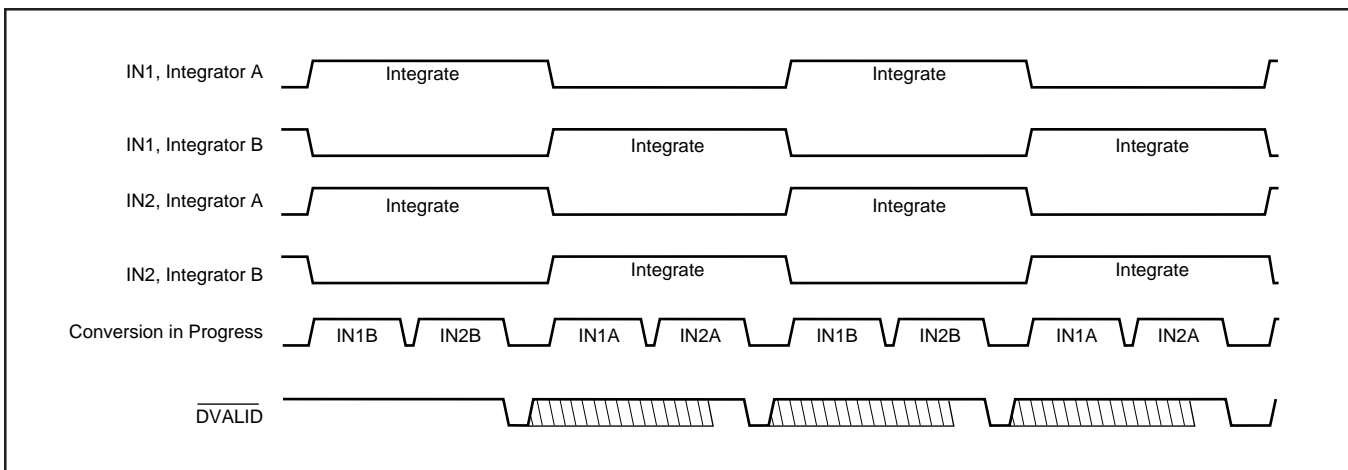 IN1, Integrator A
Integrate
Integrate
IN1, Integrator B
Integrate
Integrate
IN2, Integrator A
Integrate
Integrate
IN2, Integrator B
Integrate
Integrate
Conversion in Progress
IN1B IN2B IN1A IN2A IN1B IN2B IN1A IN2A
DVALID